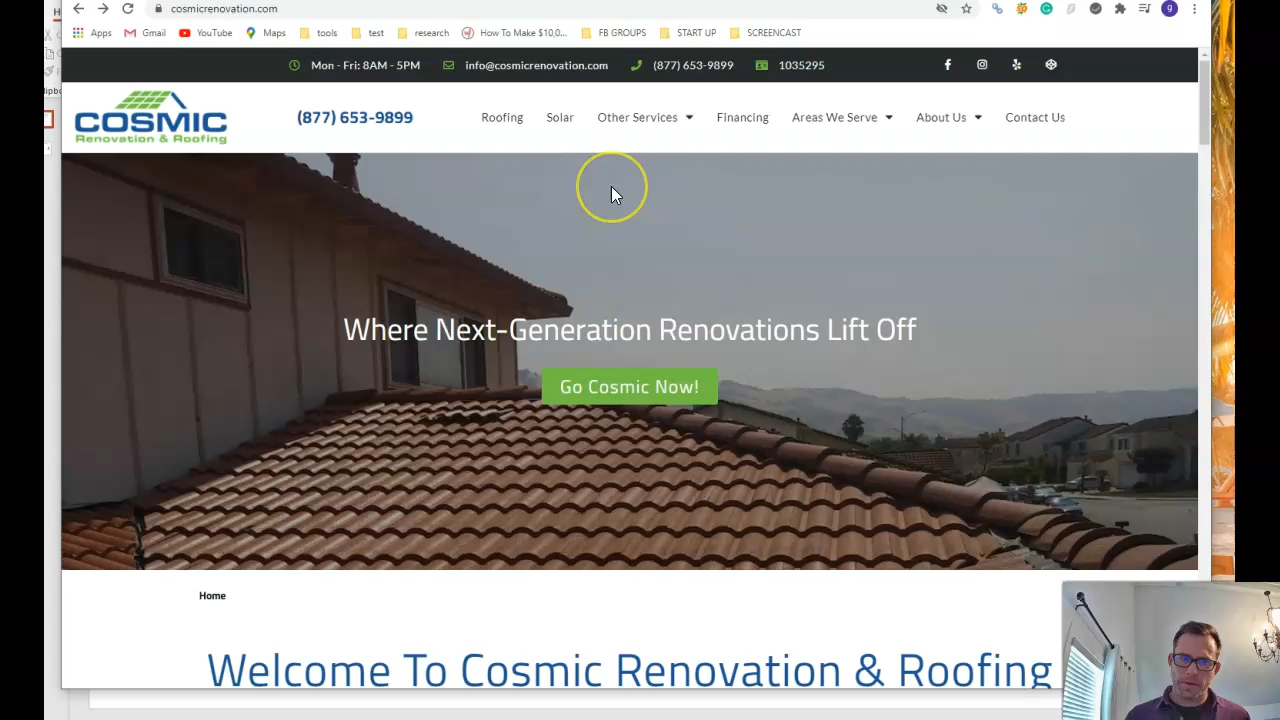 cosmicrenovation.com
g
Apps Gmail YouTube Maps tools test research How To Make $10,0... FB GROUPS START UP SCREENCAST
Mon - Fri: 8AM - 5PM info@cosmicrenovation.com (877) 653-9899 1035295
COSMIC
Renovation & Roofing
(877) 653-9899 Roofing Solar Other Services Financing Areas We Serve About Us Contact Us
Where Next-Generation Renovations Lift Off
Go Cosmic Now!
Home
Welcome To Cosmic Renovation & Roofing